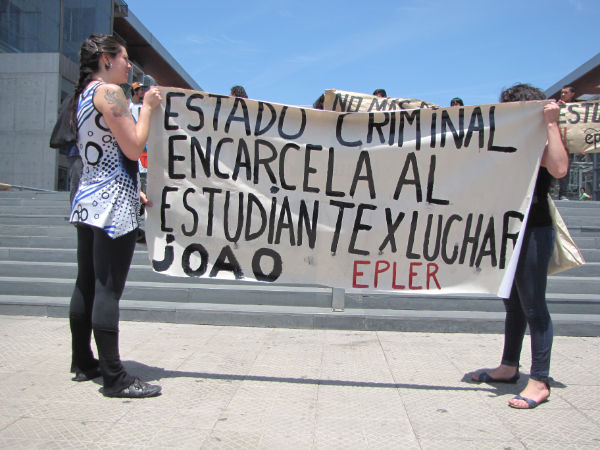 NO MAS
ESTADO CRIMINAL
ENCARCELA AL
ESTUDIANTE X LUCHAR
JOAO EPLER